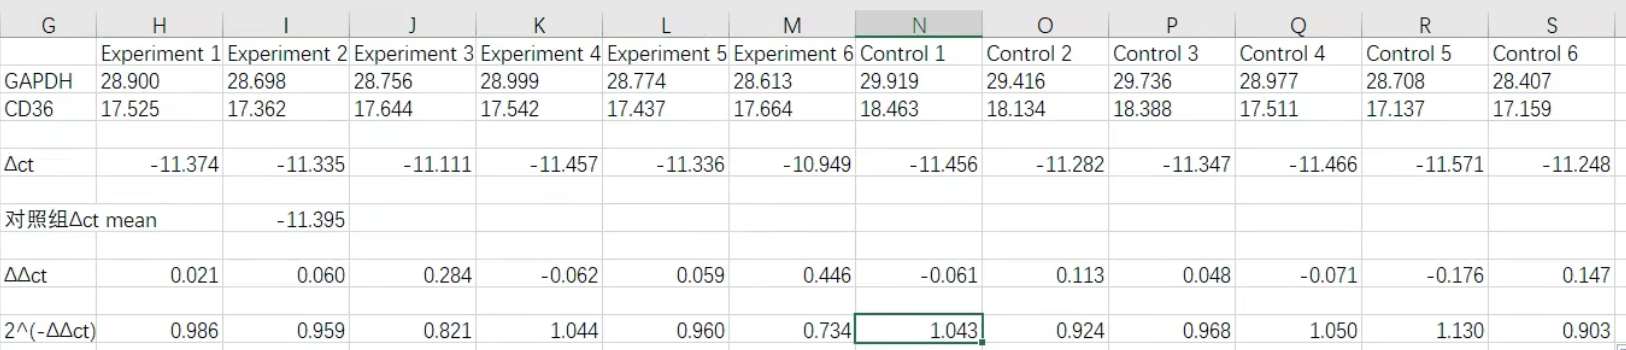 G H I J K L M N O P Q R S
Experiment 1 Experiment 2 Experiment 3 Experiment 4 Experiment 5 Experiment 6 Control 1 Control 2 Control 3 Control 4 Control 5 Control 6
GAPDH 28.900 28.698 28.756 28.999 28.774 28.613 29.919 29.416 29.736 28.977 28.708 28.407
CD36 17.525 17.362 17.644 17.542 17.437 17.664 18.463 18.134 18.388 17.511 17.137 17.159
Δct -11.374 -11.335 -11.111 -11.457 -11.336 -10.949 -11.456 -11.282 -11.347 -11.466 -11.571 -11.248
对照组Δct mean -11.395
ΔΔct 0.021 0.060 0.284 -0.062 0.059 0.446 -0.061 0.113 0.048 -0.071 -0.176 0.147
2^(-ΔΔct) 0.986 0.959 0.821 1.044 0.960 0.734 1.043 0.924 0.968 1.050 1.130 0.903